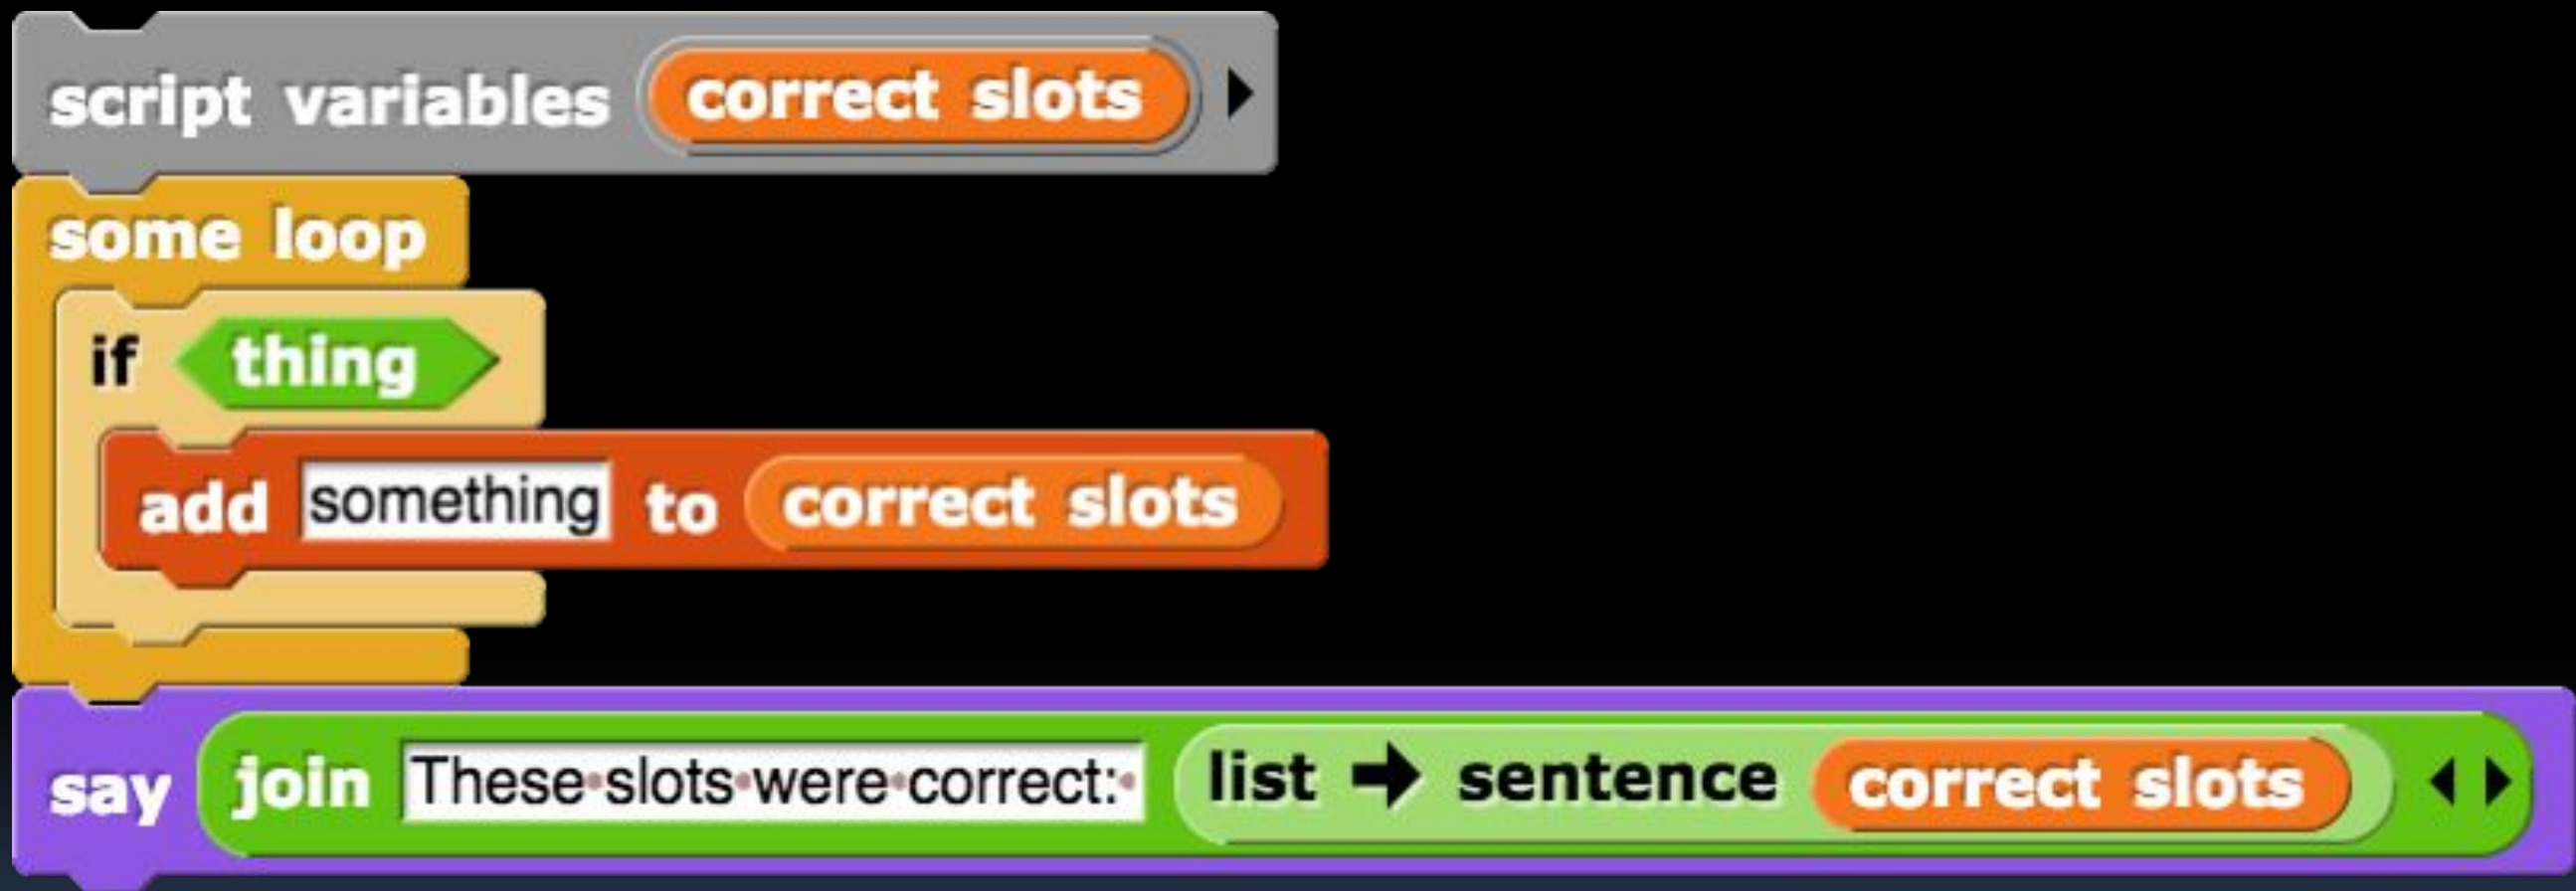 script variables correct slots
some loop
if thing
add something to correct slots
say join These slots were correct: list → sentence correct slots